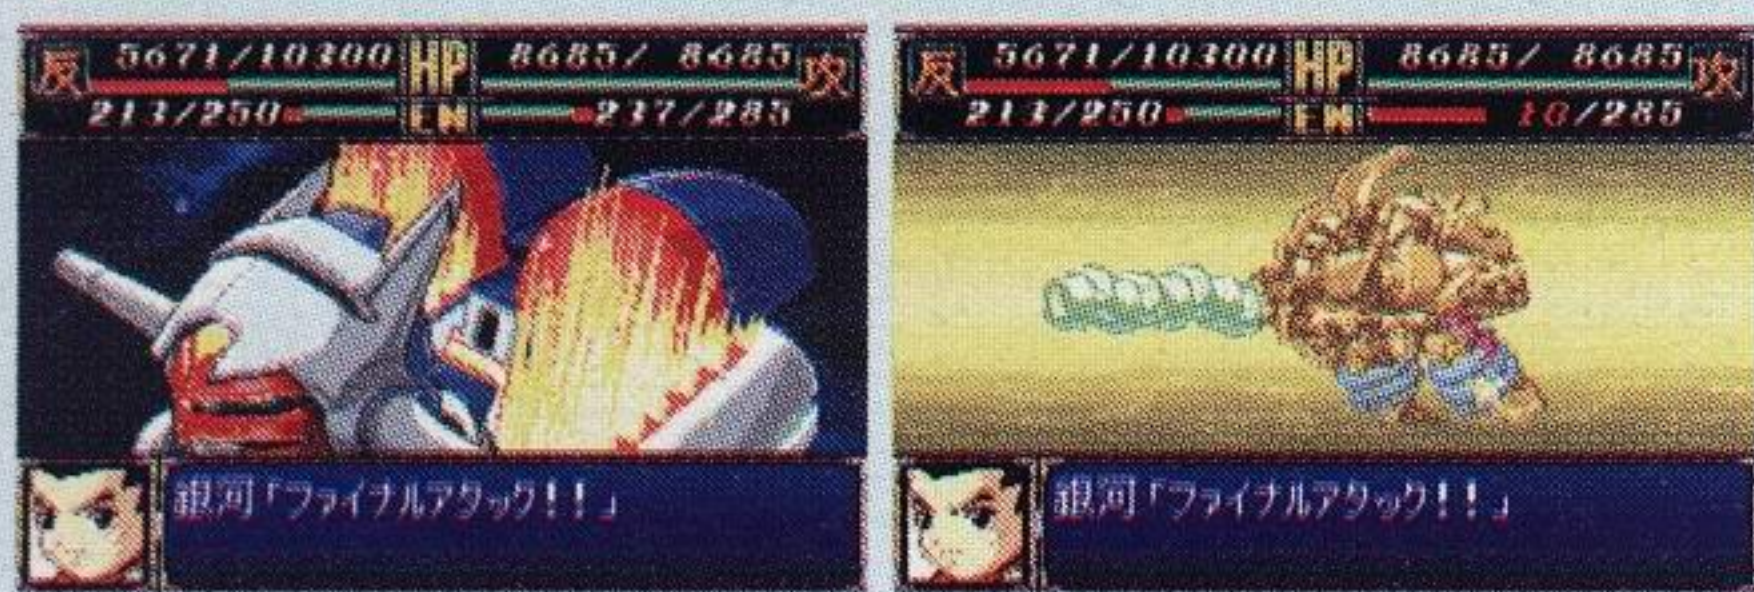 反 5671/10300 HP 8685/ 8685 攻
213/250 EN 237/285
銀河「ファイナルアタック!!」
反 5671/10300 HP 8685/ 8685 攻
213/250 EN 10/285
銀河「ファイナルアタック!!」